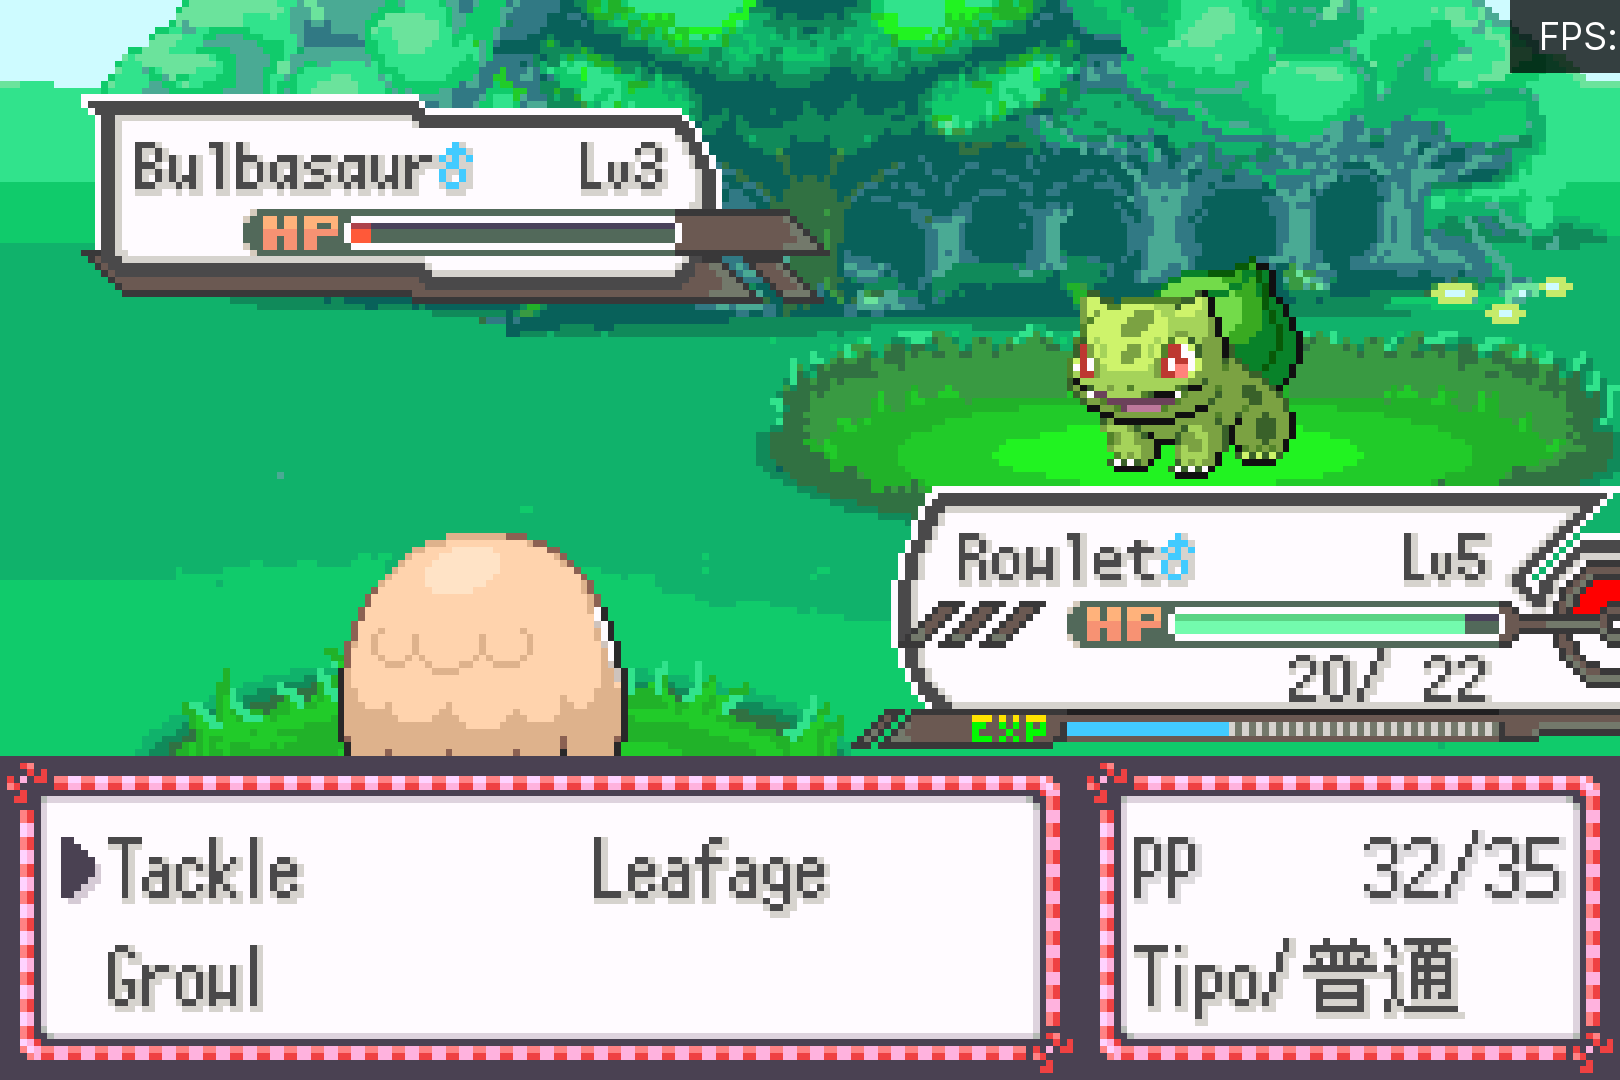 FPS:
Bulbasaur♂ Lv3
HP
Rowlet♂ Lv5
HP
20/ 22
EXP
Tackle Leafage
Growl
PP 32/35
Tipo/普通